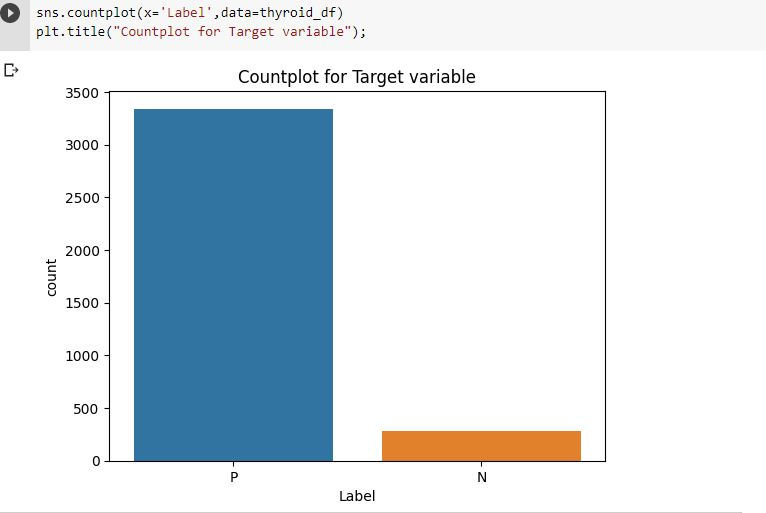 sns.countplot(x='Label',data=thyroid_df)
plt.title("Countplot for Target variable");
Countplot for Target variable
3500
3000
2500
2000
1500
1000
500
0
count
P N
Label